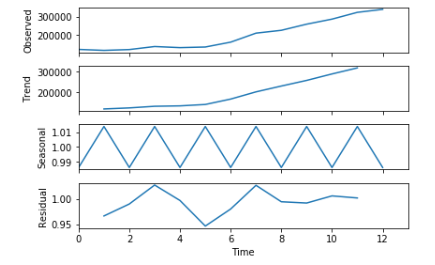 Observed
300000
200000
Trend
300000
200000
Seasonal
1.01
1.00
0.99
Residual
1.00
0.95
0 2 4 6 8 10 12
Time